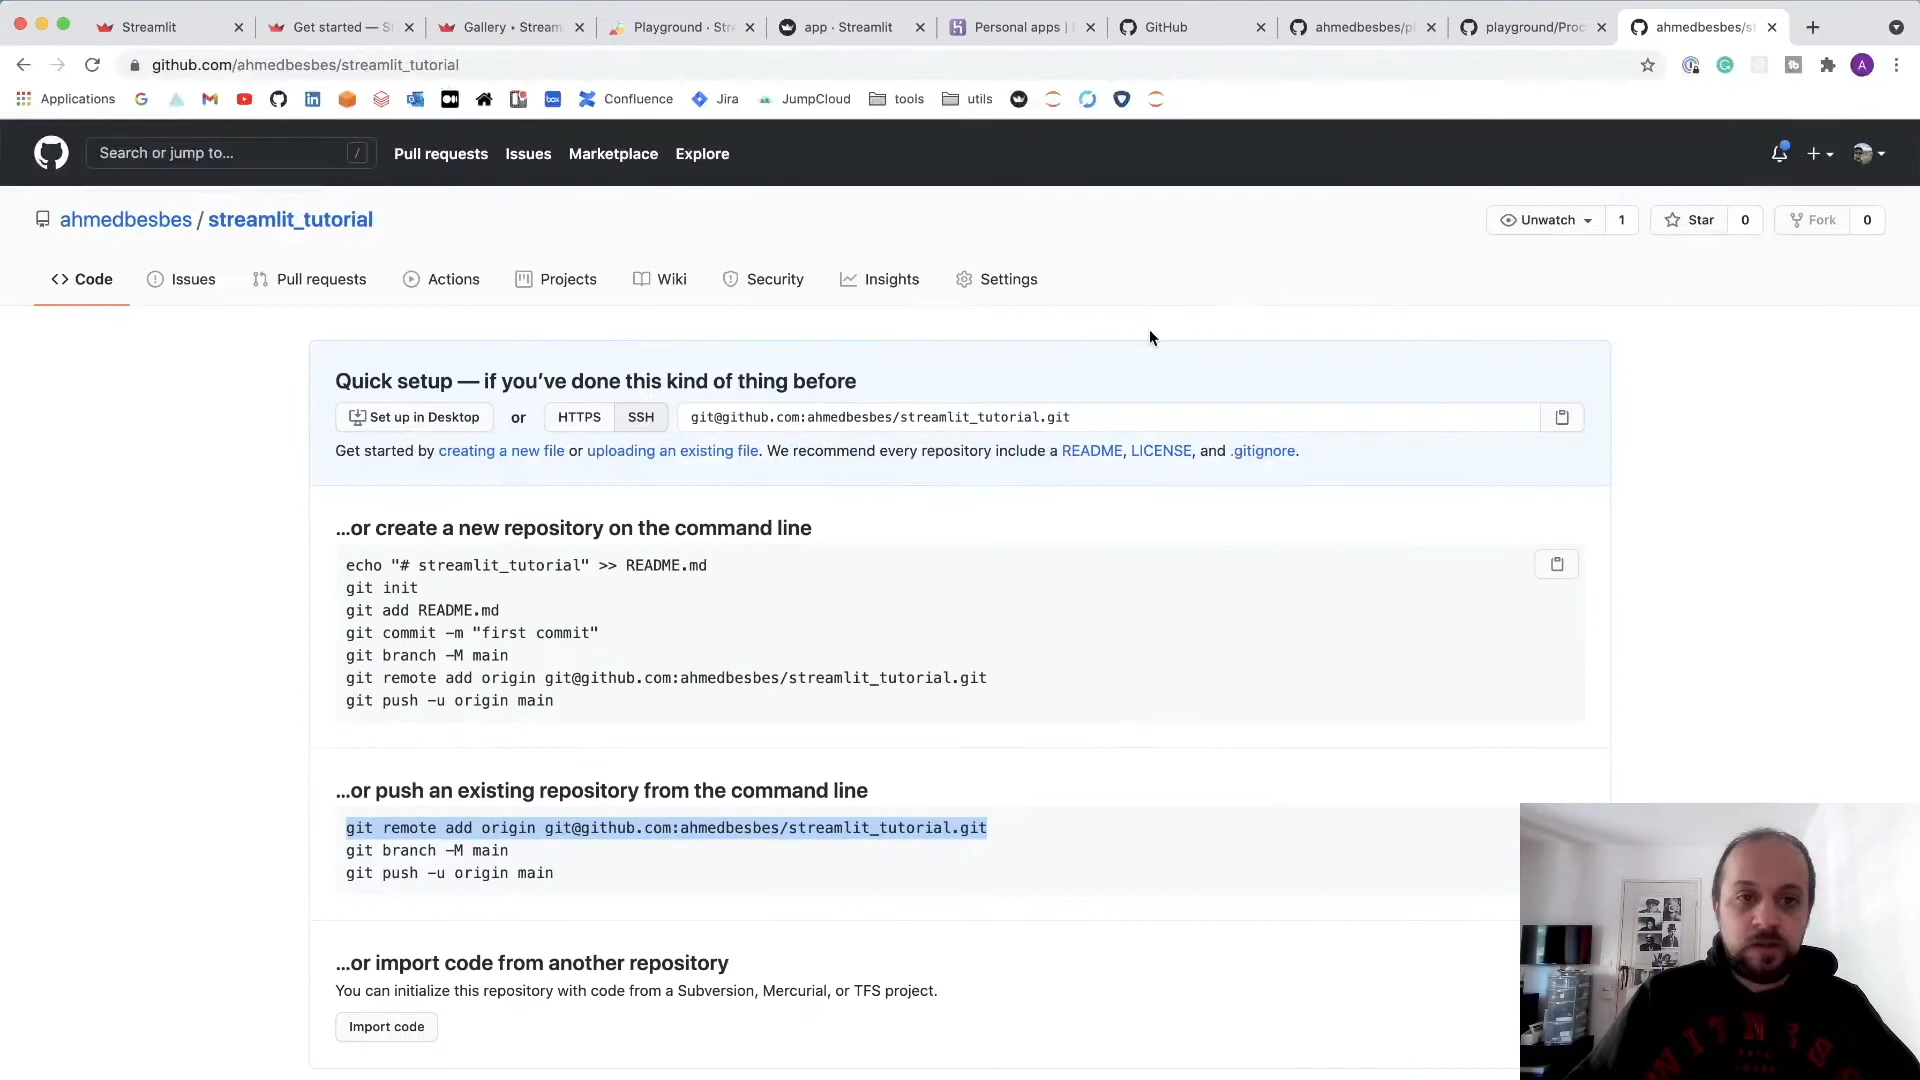 Streamlit
Get started — S
Gallery • Stream
Playground · Stre
app · Streamlit
Personal apps |
GitHub
ahmedbesbes/pl
playground/Proc
ahmedbesbes/st
github.com/ahmedbesbes/streamlit_tutorial
A
Applications
Confluence
Jira
JumpCloud
tools
utils
Search or jump to...
/
Pull requests
Issues
Marketplace
Explore
ahmedbesbes / streamlit_tutorial
Unwatch
1
Star
0
Fork
0
<> Code
Issues
Pull requests
Actions
Projects
Wiki
Security
Insights
Settings
Quick setup — if you’ve done this kind of thing before
Set up in Desktop
or
HTTPS
SSH
git@github.com:ahmedbesbes/streamlit_tutorial.git
Get started by creating a new file or uploading an existing file. We recommend every repository include a README, LICENSE, and .gitignore.
…or create a new repository on the command line
echo "# streamlit_tutorial" >> README.md
git init
git add README.md
git commit -m "first commit"
git branch -M main
git remote add origin git@github.com:ahmedbesbes/streamlit_tutorial.git
git push -u origin main
…or push an existing repository from the command line
git remote add origin git@github.com:ahmedbesbes/streamlit_tutorial.git
git branch -M main
git push -u origin main
…or import code from another repository
You can initialize this repository with code from a Subversion, Mercurial, or TFS project.
Import code